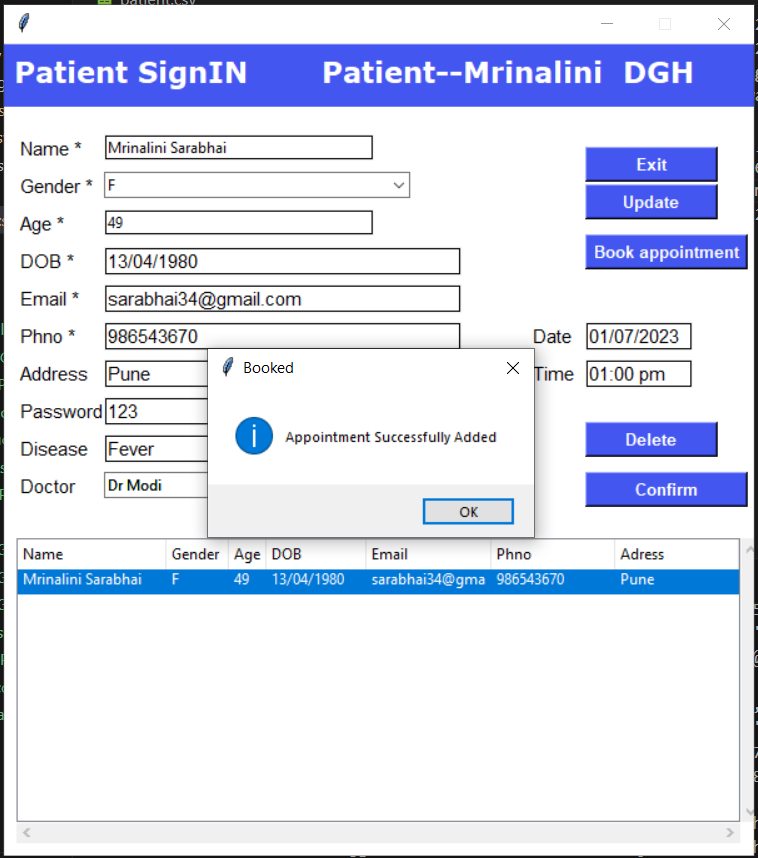 patient.csv
Patient SignIN Patient--Mrinalini DGH
Name * Mrinalini Sarabhai
Exit
Gender * F
Update
Age * 49
Book appointment
DOB * 13/04/1980
Email * sarabhai34@gmail.com
Phno * 986543670
Date 01/07/2023
Address Pune
Time 01:00 pm
Password 123
Disease Fever
Delete
Doctor Dr Modi
Confirm
Booked
Appointment Successfully Added
OK
Name Gender Age DOB Email Phno Adress
Mrinalini Sarabhai F 49 13/04/1980 sarabhai34@gma 986543670 Pune